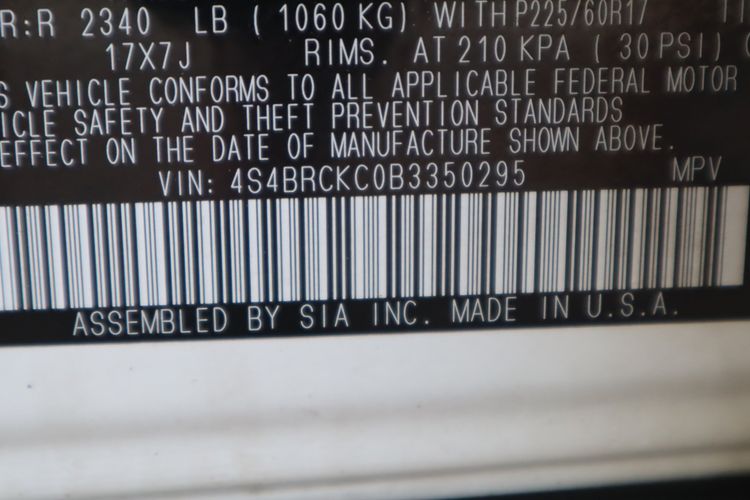 R:R 2340 LB ( 1060 KG) WITH P225/60R17
17X7J RIMS. AT 210 KPA ( 30 PSI) (
S VEHICLE CONFORMS TO ALL APPLICABLE FEDERAL MOTOR
ICLE SAFETY AND THEFT PREVENTION STANDARDS
EFFECT ON THE DATE OF MANUFACTURE SHOWN ABOVE.
VIN: 4S4BRCKC0B3350295 MPV
ASSEMBLED BY SIA INC. MADE IN U.S.A.